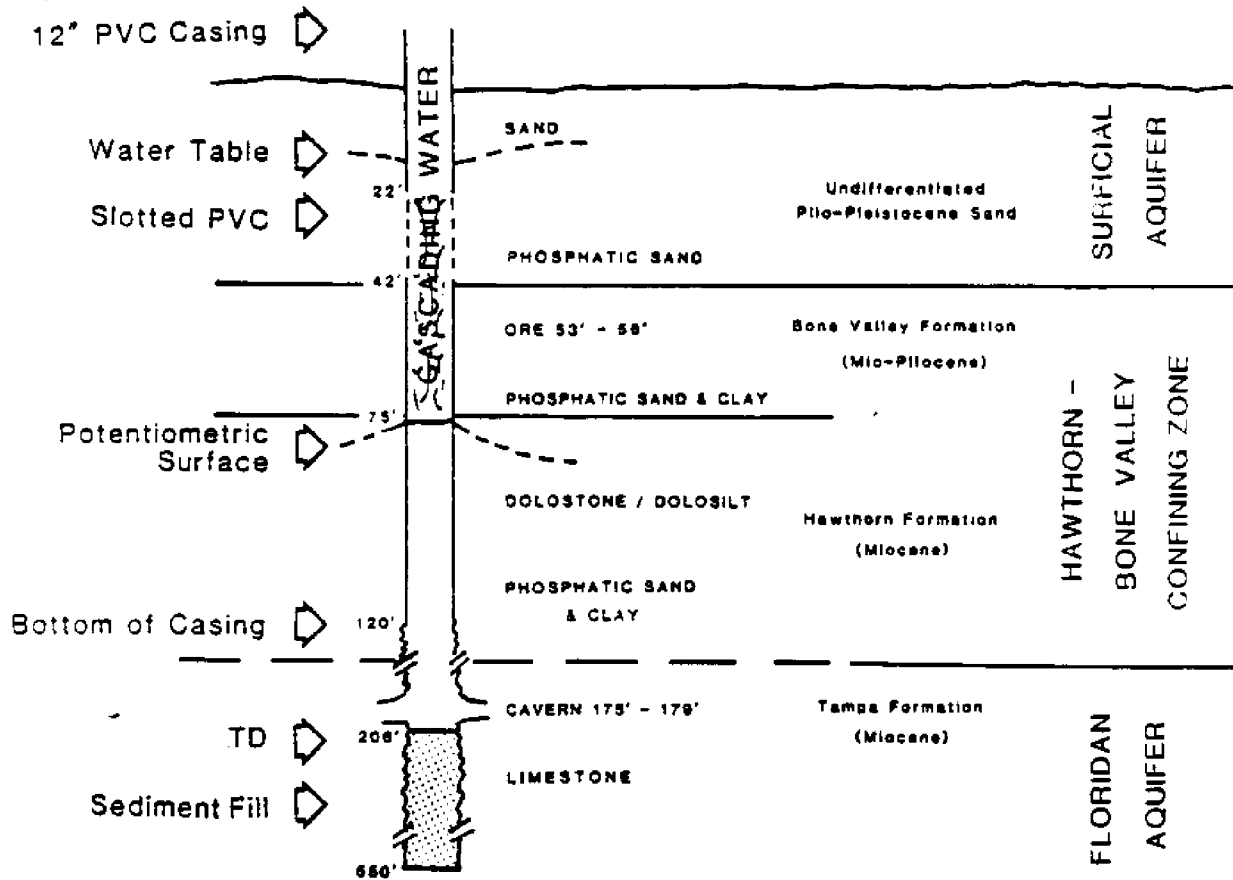 12" PVC Casing
Water Table
Slotted PVC
Potentiometric
Surface
Bottom of Casing
TD
Sediment Fill
CASCADING WATER
22'
42'
75'
120'
206'
550'
SAND
PHOSPHATIC SAND
ORE 53' - 56'
PHOSPHATIC SAND & CLAY
DOLOSTONE / DOLOSILT
PHOSPHATIC SAND
& CLAY
CAVERN 175' - 179'
LIMESTONE
Undifferentiated
Plio-Pleistocene Sand
Bone Valley Formation
(Mio-Pliocene)
Hawthorn Formation
(Miocene)
Tampa Formation
(Miocene)
SURFICIAL
AQUIFER
HAWTHORN -
BONE VALLEY
CONFINING ZONE
FLORIDAN
AQUIFER